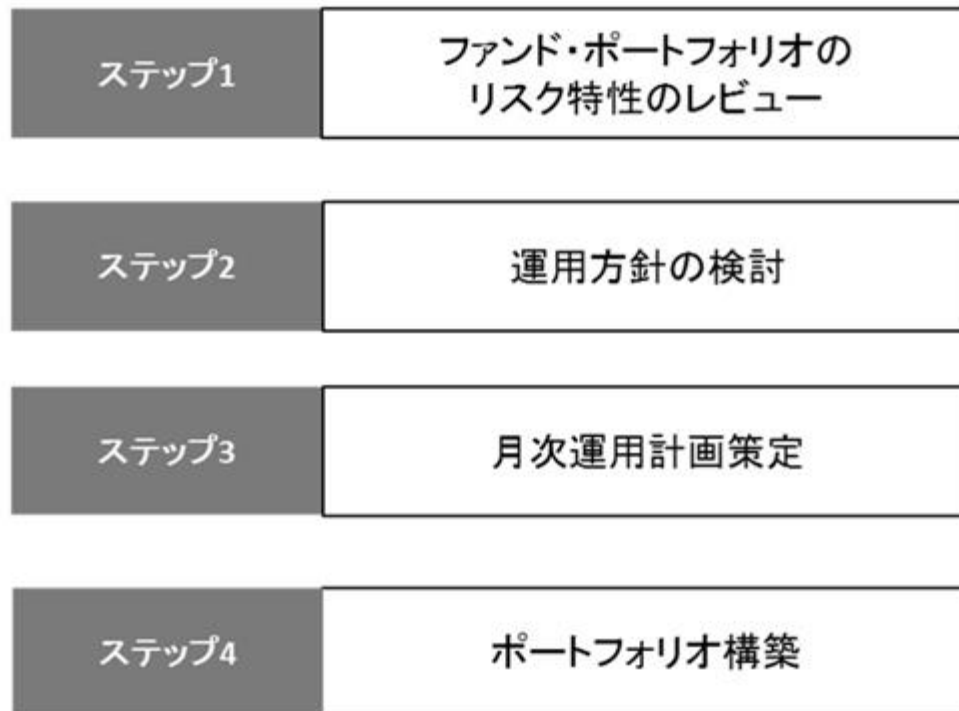 ステップ1
ファンド・ポートフォリオの
リスク特性のレビュー
ステップ2
運用方針の検討
ステップ3
月次運用計画策定
ステップ4
ポートフォリオ構築